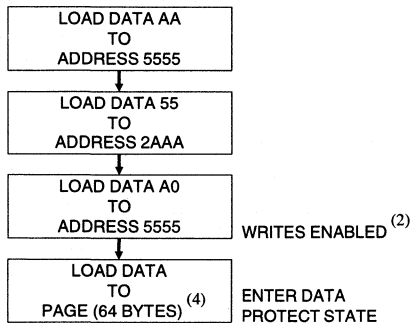 LOAD DATA AA
TO
ADDRESS 5555
LOAD DATA 55
TO
ADDRESS 2AAA
LOAD DATA A0
TO
ADDRESS 5555
WRITES ENABLED (2)
LOAD DATA
TO
PAGE (64 BYTES) (4)
ENTER DATA
PROTECT STATE